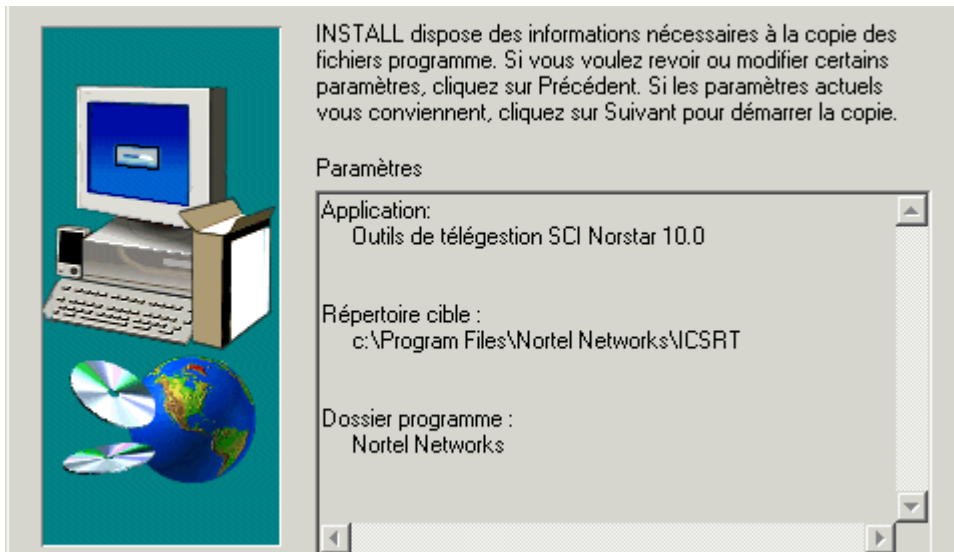 INSTALL dispose des informations nécessaires à la copie des
fichiers programme. Si vous voulez revoir ou modifier certains
paramètres, cliquez sur Précédent. Si les paramètres actuels
vous conviennent, cliquez sur Suivant pour démarrer la copie.
Paramètres
Application:
Outils de télégestion SCI Norstar 10.0
Répertoire cible :
c:\Program Files\Nortel Networks\ICSRT
Dossier programme :
Nortel Networks